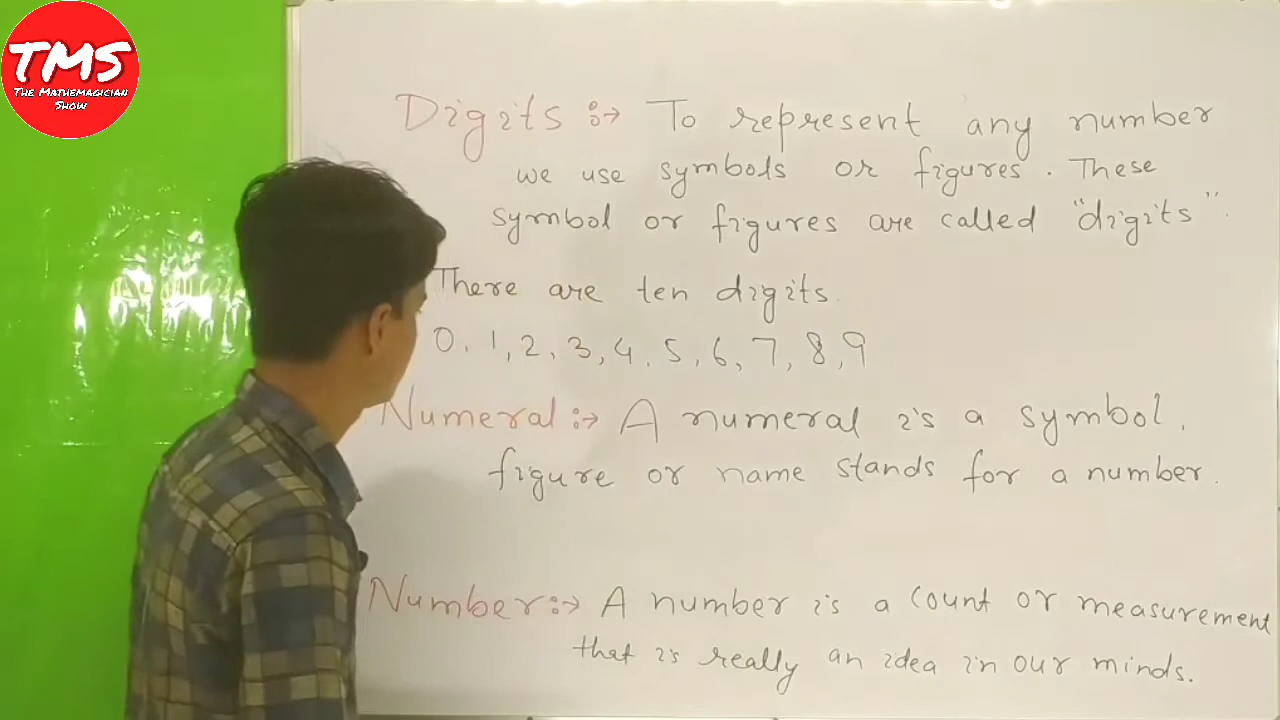 TMS
THE MATHEMAGICIAN
SHOW
Digits :→ To represent any number
we use symbols or figures. These
symbol or figures are called "digits".
There are ten digits.
0, 1, 2, 3, 4, 5, 6, 7, 8, 9
Numeral :→ A numeral is a symbol,
figure or name stands for a number.
Number :→ A number is a count or measurement
that is really an idea in our minds.